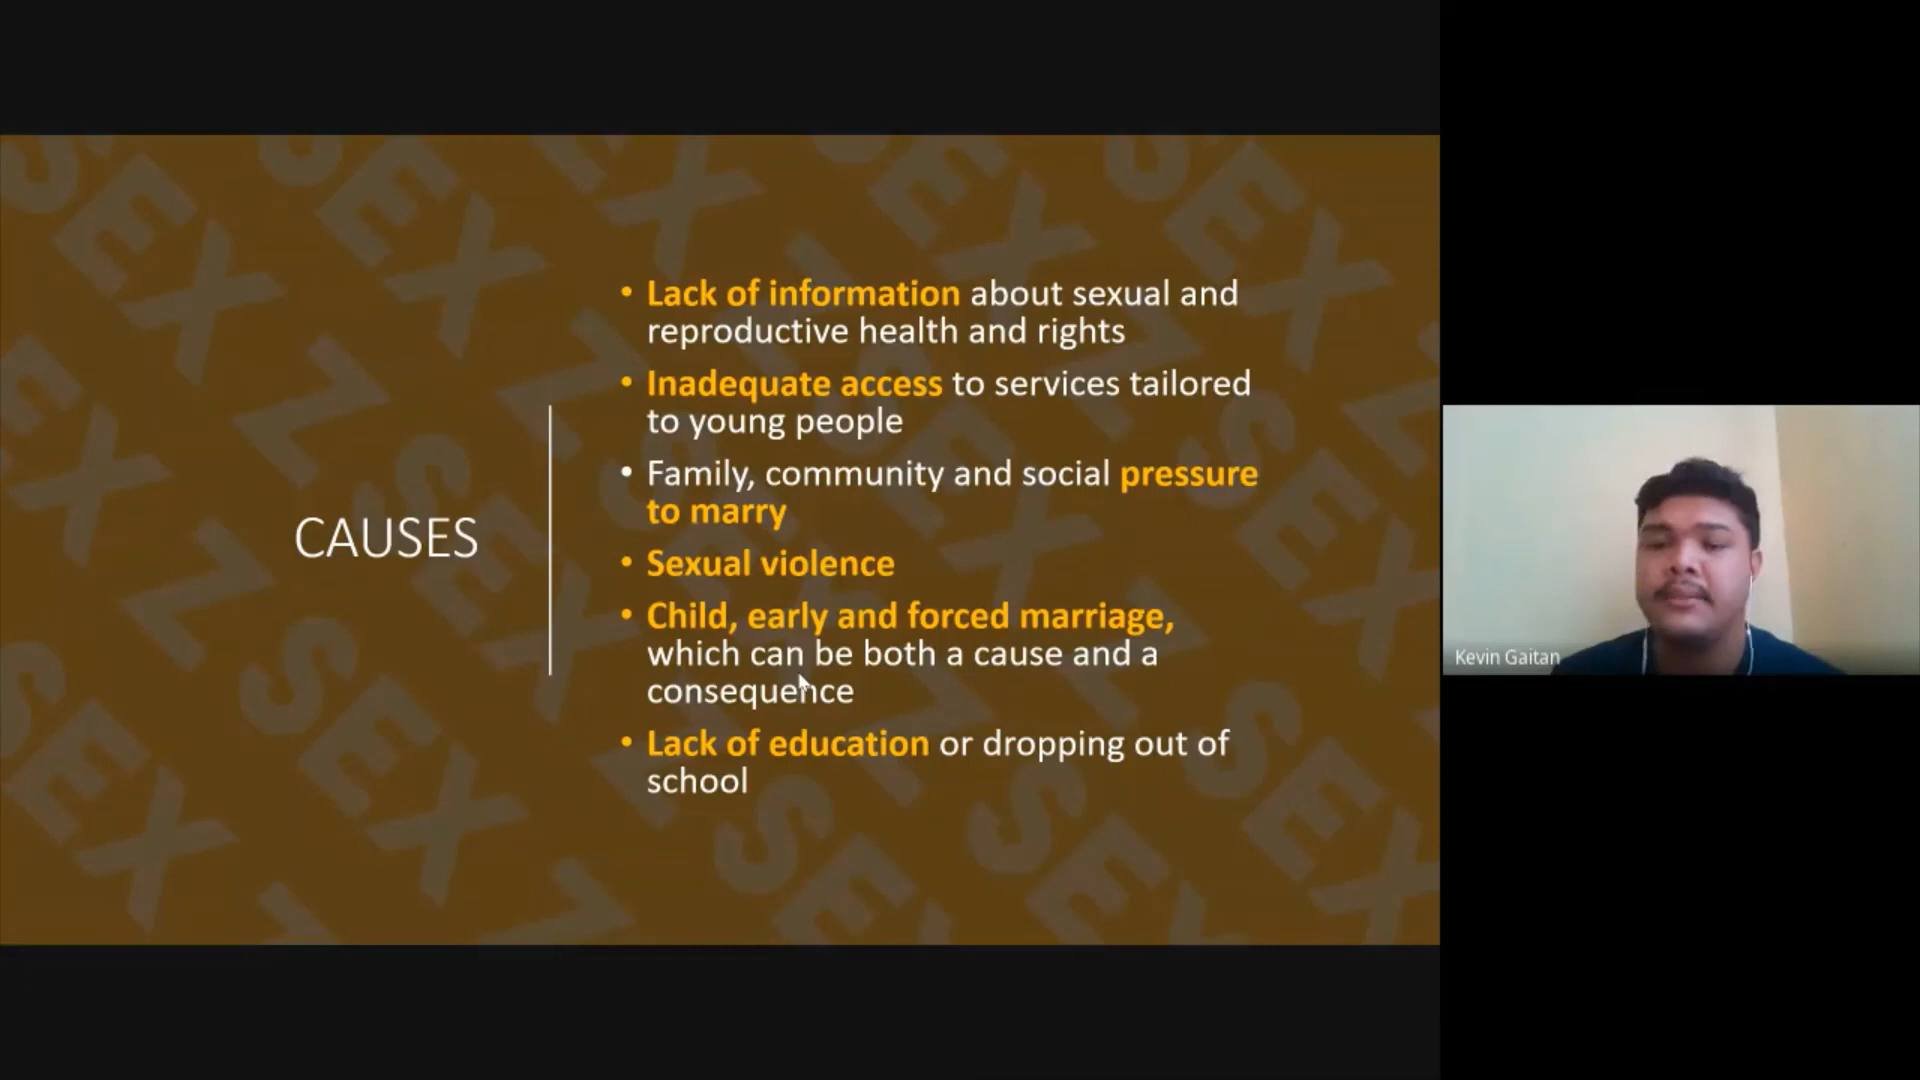 CAUSES
• Lack of information about sexual and
reproductive health and rights
• Inadequate access to services tailored
to young people
• Family, community and social pressure
to marry
• Sexual violence
• Child, early and forced marriage,
which can be both a cause and a
consequence
• Lack of education or dropping out of
school
Kevin Gaitan